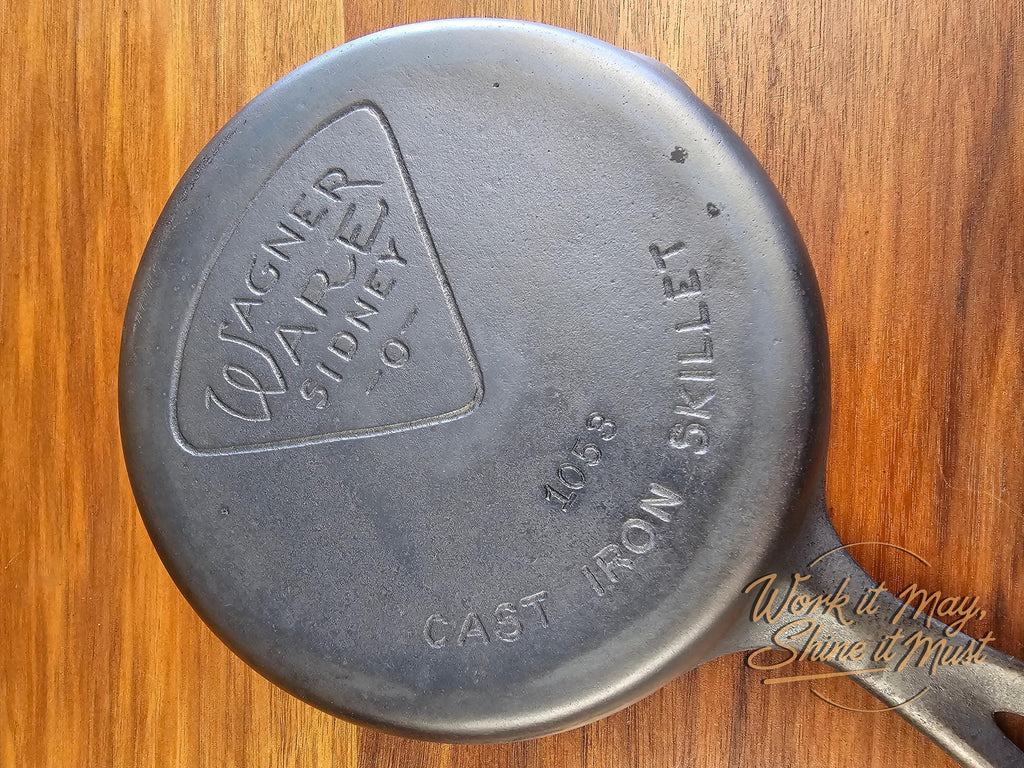 WAGNER
WARE
SIDNEY
-O-
1053
CAST IRON SKILLET
Work it May,
Shine it Must